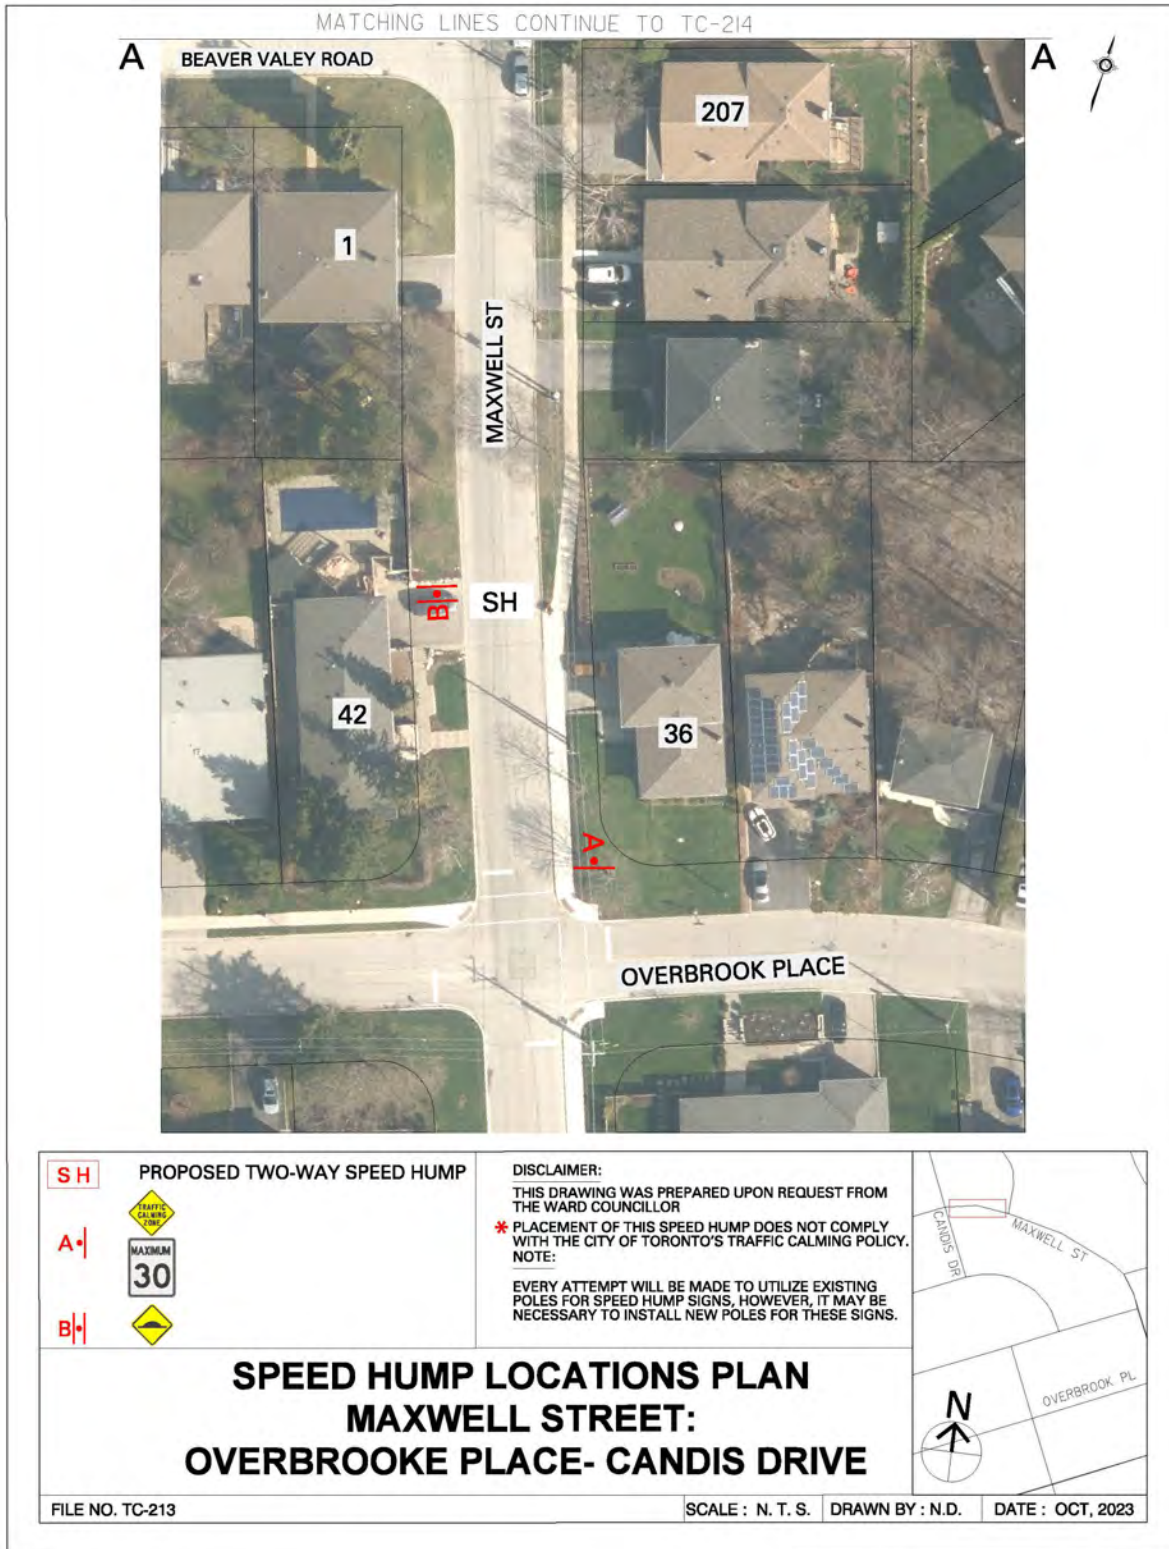 MATCHING LINES CONTINUE TO TC-214
A
BEAVER VALEY ROAD
A
207
1
MAXWELL ST
B
SH
42
36
A
OVERBROOK PLACE
SH
PROPOSED TWO-WAY SPEED HUMP
TRAFFIC
CALMING
ZONE
A
MAXIMUM
30
B
DISCLAIMER:
THIS DRAWING WAS PREPARED UPON REQUEST FROM
THE WARD COUNCILLOR
* PLACEMENT OF THIS SPEED HUMP DOES NOT COMPLY
WITH THE CITY OF TORONTO'S TRAFFIC CALMING POLICY.
NOTE:
EVERY ATTEMPT WILL BE MADE TO UTILIZE EXISTING
POLES FOR SPEED HUMP SIGNS, HOWEVER, IT MAY BE
NECESSARY TO INSTALL NEW POLES FOR THESE SIGNS.
CANDIS DR
MAXWELL ST
OVERBROOK PL
N
SPEED HUMP LOCATIONS PLAN
MAXWELL STREET:
OVERBROOKE PLACE- CANDIS DRIVE
FILE NO. TC-213
SCALE : N. T. S.
DRAWN BY : N.D.
DATE : OCT, 2023